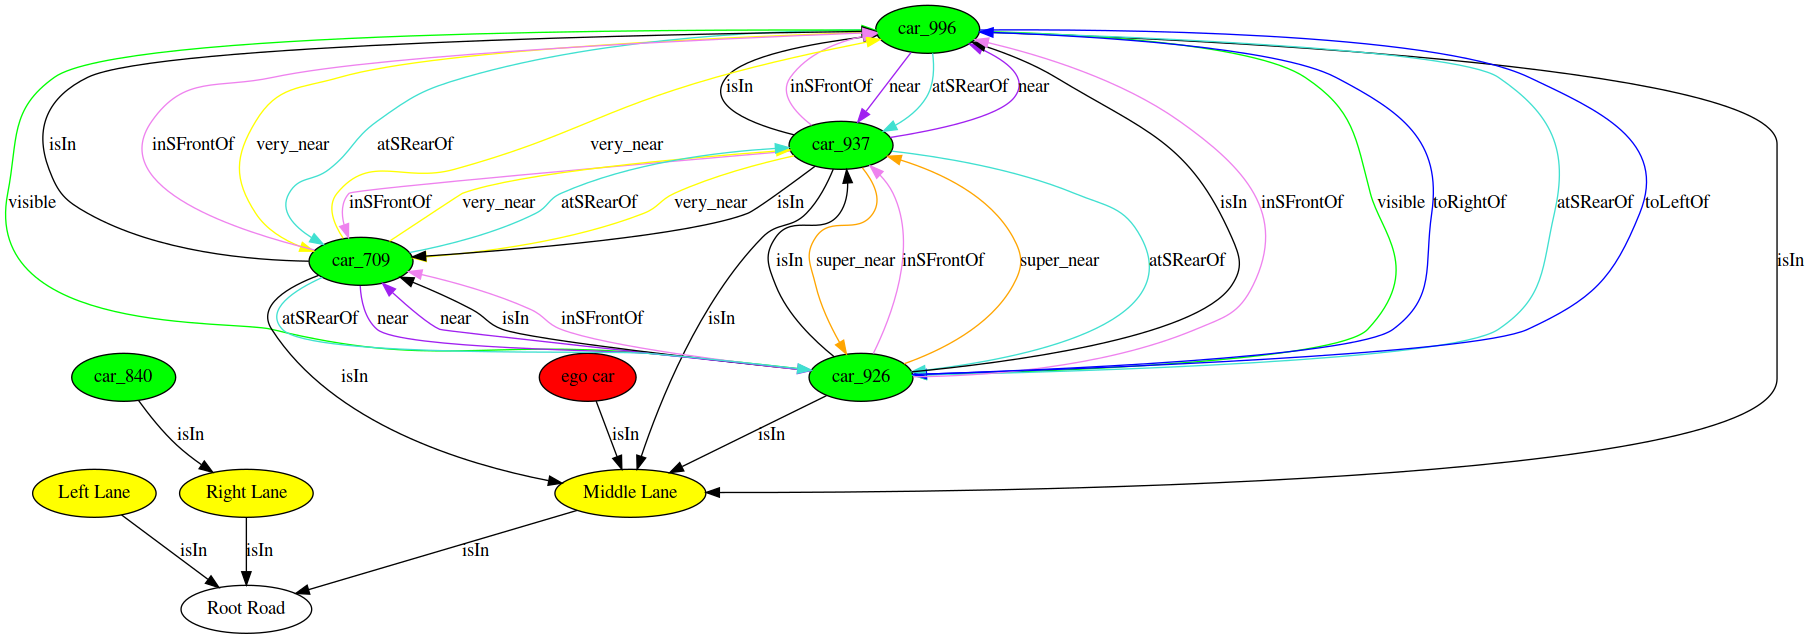 car_996
isIn
inSFrontOf
near
atSRearOf
near
isIn
inSFrontOf
very_near
atSRearOf
very_near
car_937
visible
inSFrontOf
very_near
atSRearOf
very_near
isIn
isIn
inSFrontOf
visible
toRightOf
atSRearOf
toLeftOf
car_709
isIn
super_near
inSFrontOf
super_near
atSRearOf
isIn
atSRearOf
near
near
isIn
inSFrontOf
isIn
car_840
isIn
ego car
car_926
isIn
isIn
isIn
Left Lane
Right Lane
Middle Lane
isIn
isIn
isIn
Root Road